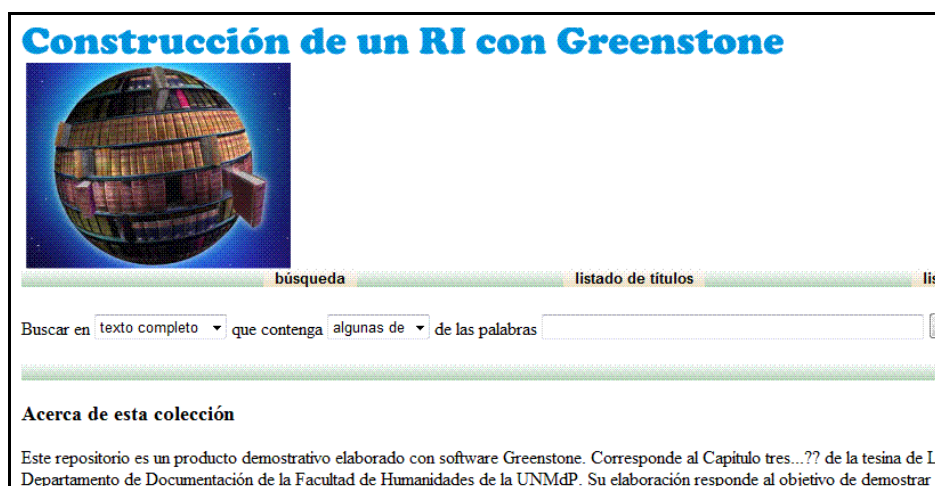 Construcción de un RI con Greenstone
búsqueda listado de títulos
Buscar en texto completo que contenga algunas de de las palabras
Acerca de esta colección
Este repositorio es un producto demostrativo elaborado con software Greenstone. Corresponde al Capítulo tres...?? de la tesina de L
Departamento de Documentación de la Facultad de Humanidades de la UNMdP. Su elaboración responde al objetivo de demostrar